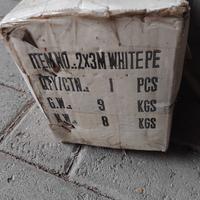 ITEM NO.:2X3M WHITE PE
QTY/CTN.: 1 PCS
G.W.: 9 KGS
N.W.: 8 KGS